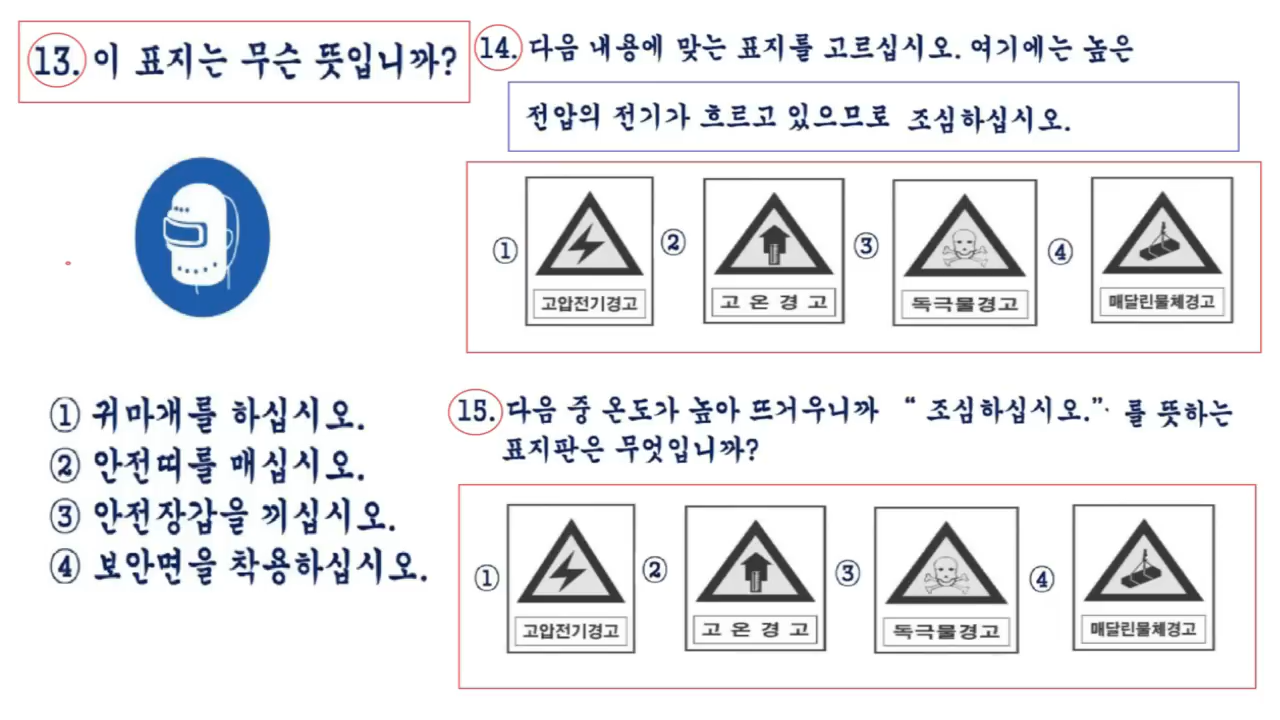 13. 이 표지는 무슨 뜻입니까?
① 귀마개를 하십시오.
② 안전띠를 매십시오.
③ 안전장갑을 끼십시오.
④ 보안면을 착용하십시오.
14. 다음 내용에 맞는 표지를 고르십시오. 여기에는 높은
전압의 전기가 흐르고 있으므로 조심하십시오.
① ② ③ ④
고압전기경고 고 온 경 고 독극물경고 매달린물체경고
15. 다음 중 온도가 높아 뜨거우니까 “ 조심하십시오.” 를 뜻하는
표지판은 무엇입니까?
① ② ③ ④
고압전기경고 고 온 경 고 독극물경고 매달린물체경고